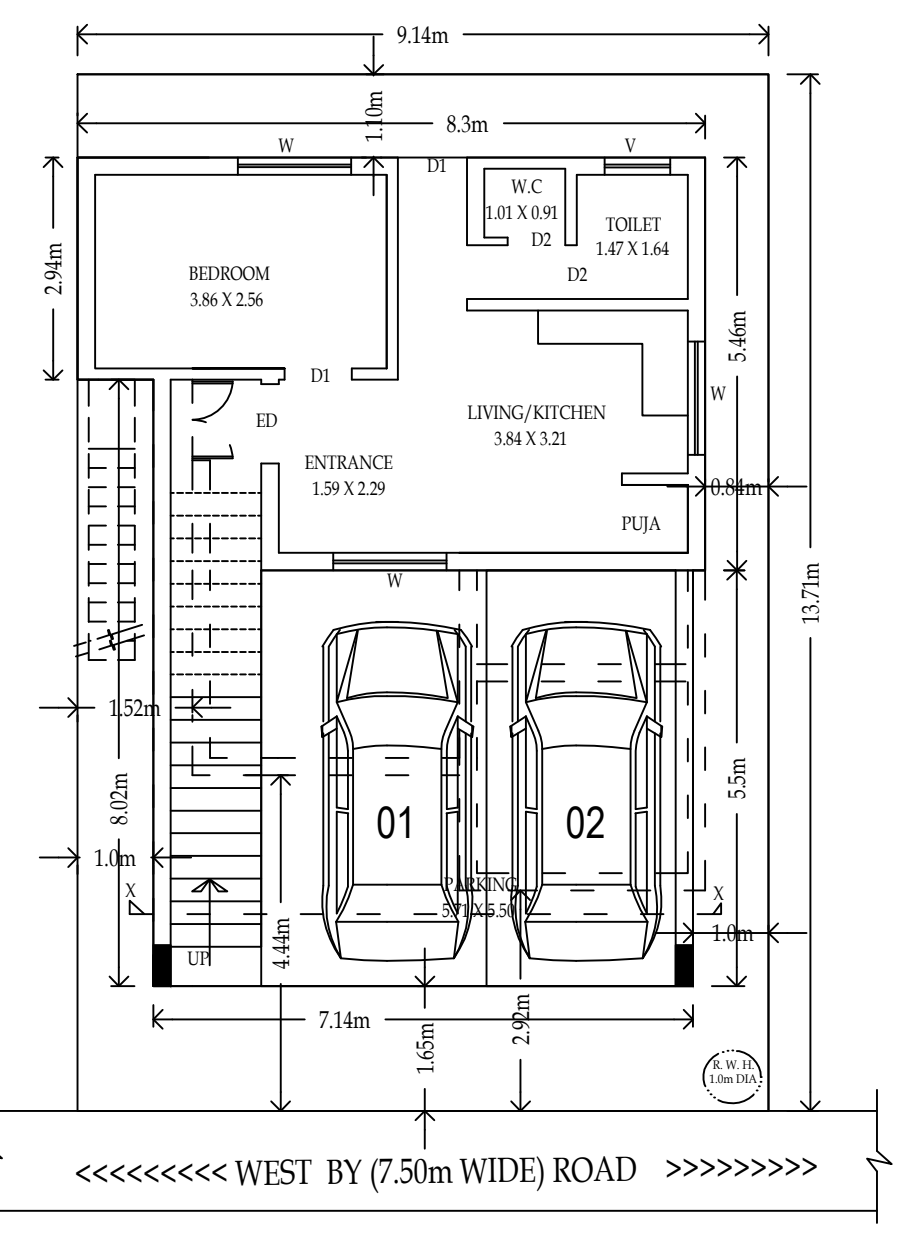 9.14m
1.10m
8.3m
W
D1
V
W.C
1.01 X 0.91
D2
TOILET
1.47 X 1.64
D2
2.94m
BEDROOM
3.86 X 2.56
5.46m
D1
W
ED
LIVING/KITCHEN
3.84 X 3.21
ENTRANCE
1.59 X 2.29
0.84m
PUJA
W
13.71m
1.52m
8.02m
5.5m
01
02
1.0m
PARKING
5.71 X 5.50
X
X
4.44m
1.0m
UP
7.14m
1.65m
2.92m
R. W. H.
1.0m DIA
<<<<<<<<< WEST BY (7.50m WIDE) ROAD >>>>>>>>>